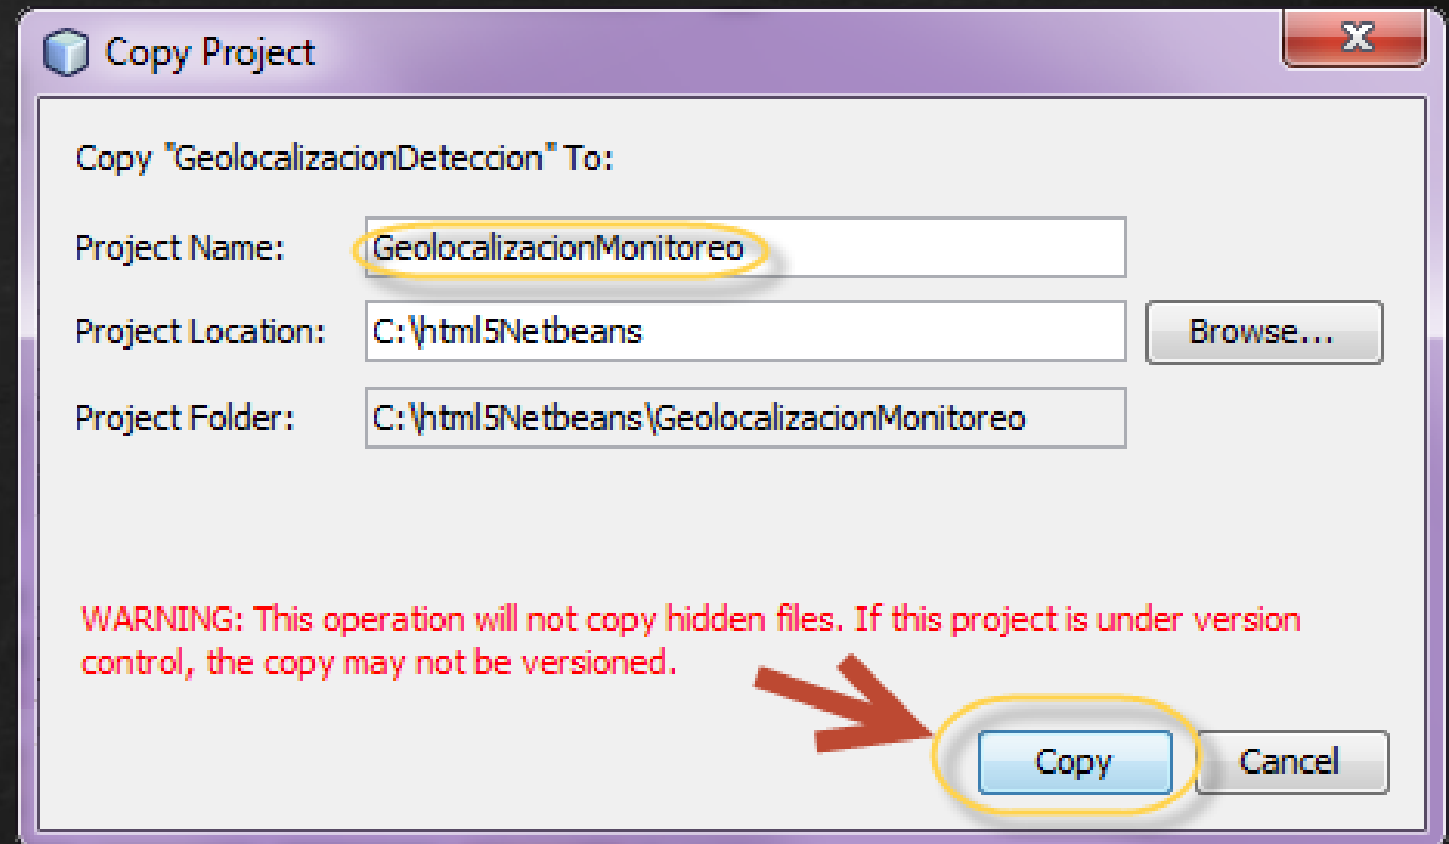 Copy Project
Copy "GeolocalizacionDeteccion" To:
Project Name: GeolocalizacionMonitoreo
Project Location: C:\html5Netbeans Browse...
Project Folder: C:\html5Netbeans\GeolocalizacionMonitoreo
WARNING: This operation will not copy hidden files. If this project is under version
control, the copy may not be versioned.
Copy Cancel